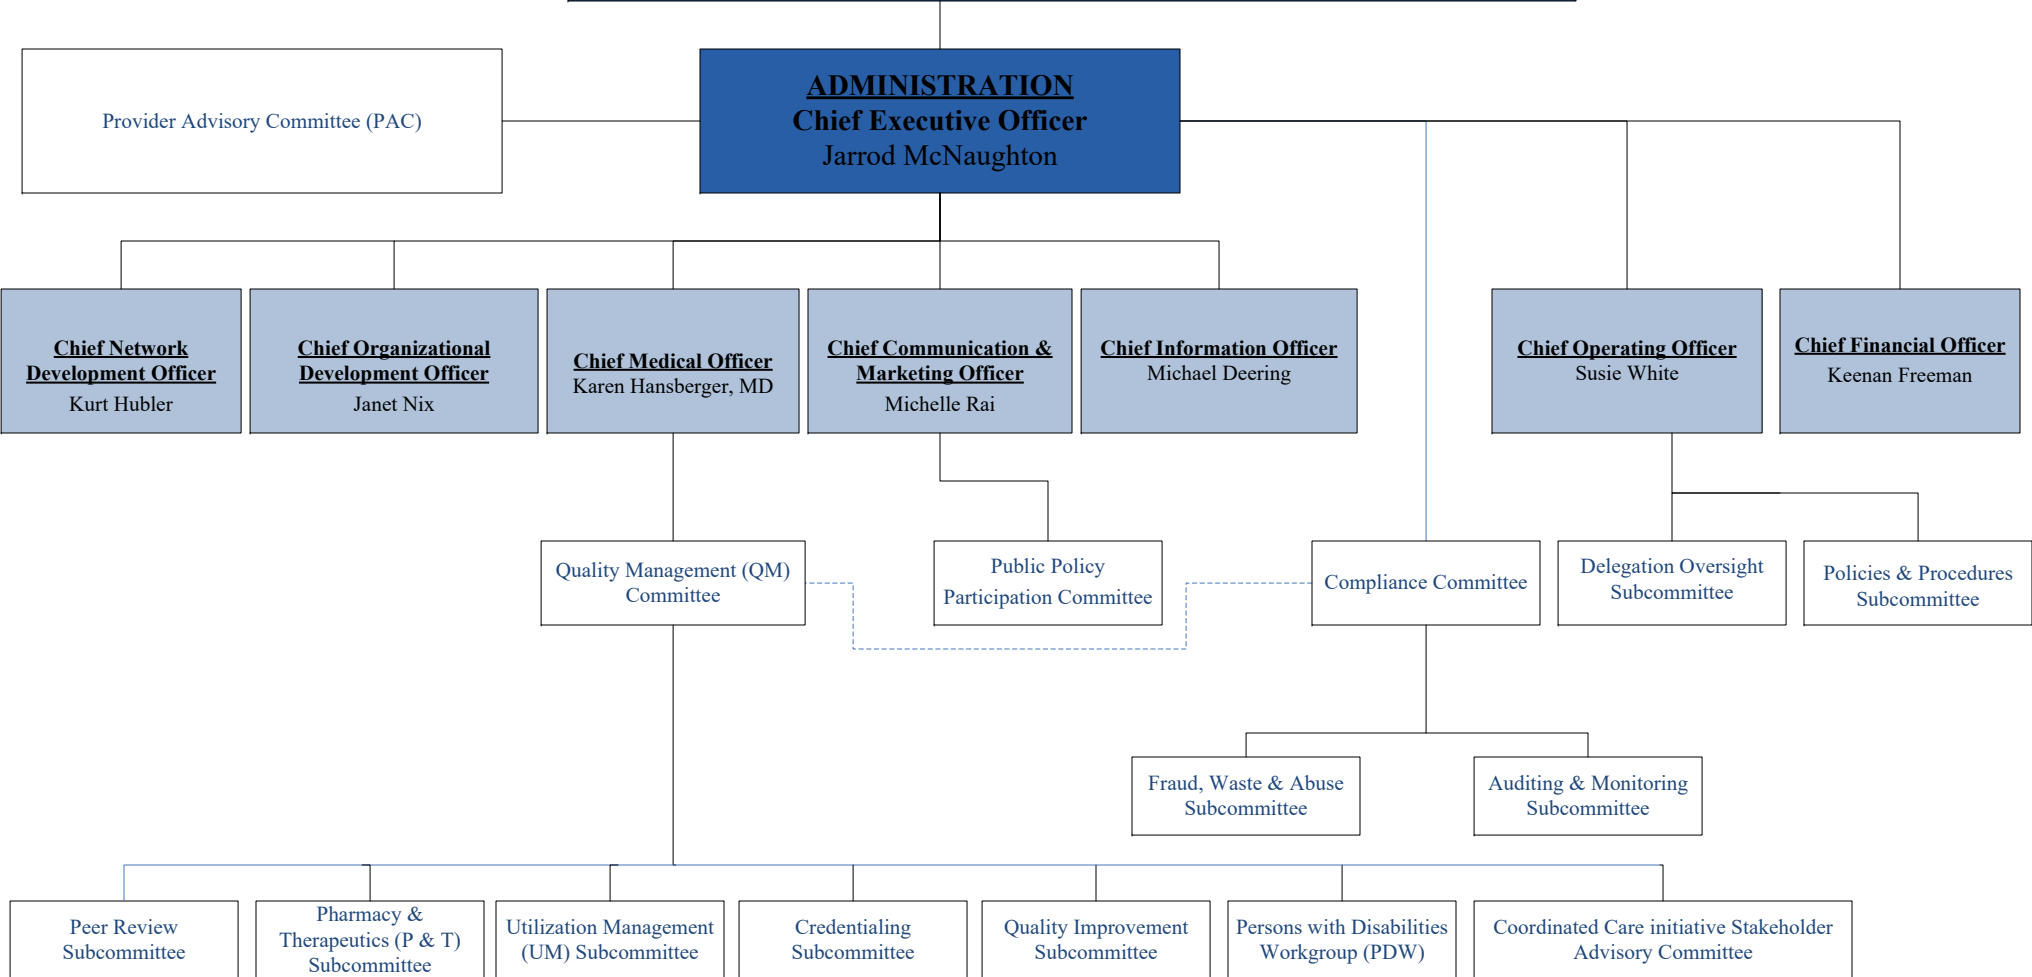 ADMINISTRATION
Chief Executive Officer
Jarrod McNaughton
Provider Advisory Committee (PAC)
Chief Network
Development Officer
Kurt Hubler
Chief Organizational
Development Officer
Janet Nix
Chief Medical Officer
Karen Hansberger, MD
Chief Communication &
Marketing Officer
Michelle Rai
Chief Information Officer
Michael Deering
Chief Operating Officer
Susie White
Chief Financial Officer
Keenan Freeman
Quality Management (QM)
Committee
Public Policy
Participation Committee
Compliance Committee
Delegation Oversight
Subcommittee
Policies & Procedures
Subcommittee
Fraud, Waste & Abuse
Subcommittee
Auditing & Monitoring
Subcommittee
Peer Review
Subcommittee
Pharmacy &
Therapeutics (P & T)
Subcommittee
Utilization Management
(UM) Subcommittee
Credentialing
Subcommittee
Quality Improvement
Subcommittee
Persons with Disabilities
Workgroup (PDW)
Coordinated Care initiative Stakeholder
Advisory Committee